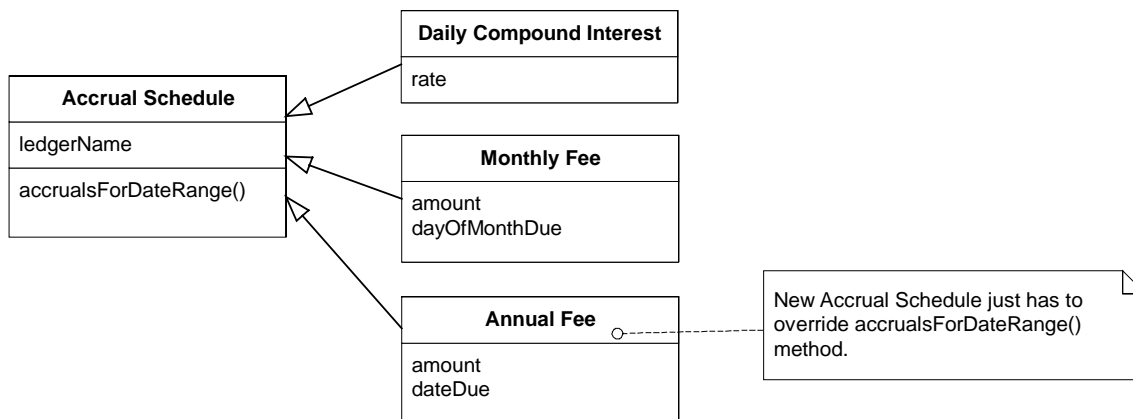 Accrual Schedule
ledgerName
accrualsForDateRange()
Daily Compound Interest
rate
Monthly Fee
amount
dayOfMonthDue
Annual Fee
amount
dateDue
New Accrual Schedule just has to
override accrualsForDateRange()
method.